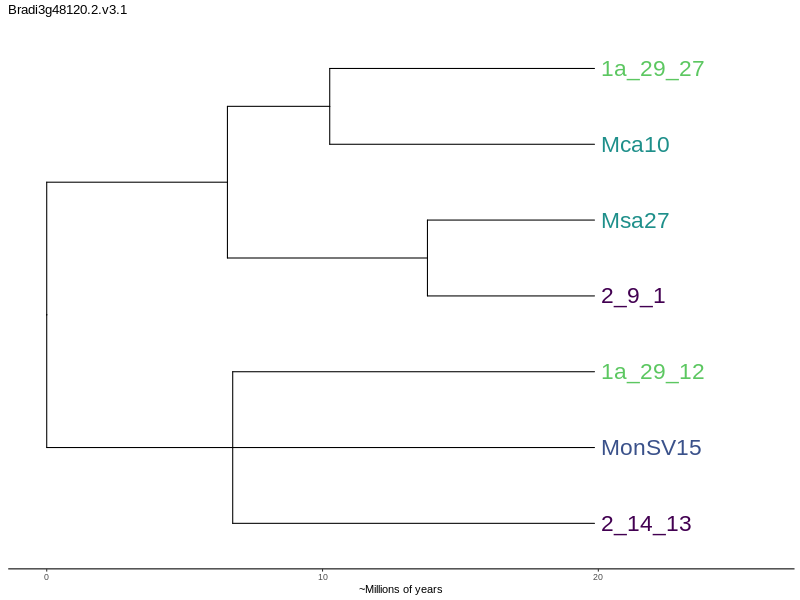 Bradi3g48120.2.v3.1
1a_29_27
Mca10
Msa27
2_9_1
1a_29_12
MonSV15
2_14_13
0 10 20
~Millions of years